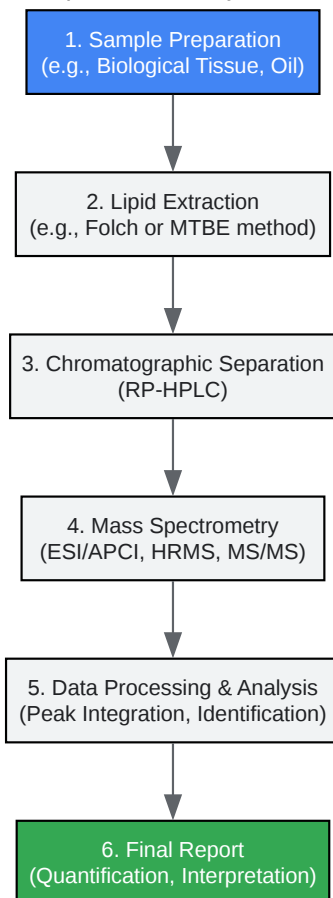 1. Sample Preparation
(e.g., Biological Tissue, Oil)
2. Lipid Extraction
(e.g., Folch or MTBE method)
3. Chromatographic Separation
(RP-HPLC)
4. Mass Spectrometry
(ESI/APCI, HRMS, MS/MS)
5. Data Processing & Analysis
(Peak Integration, Identification)
6. Final Report
(Quantification, Interpretation)